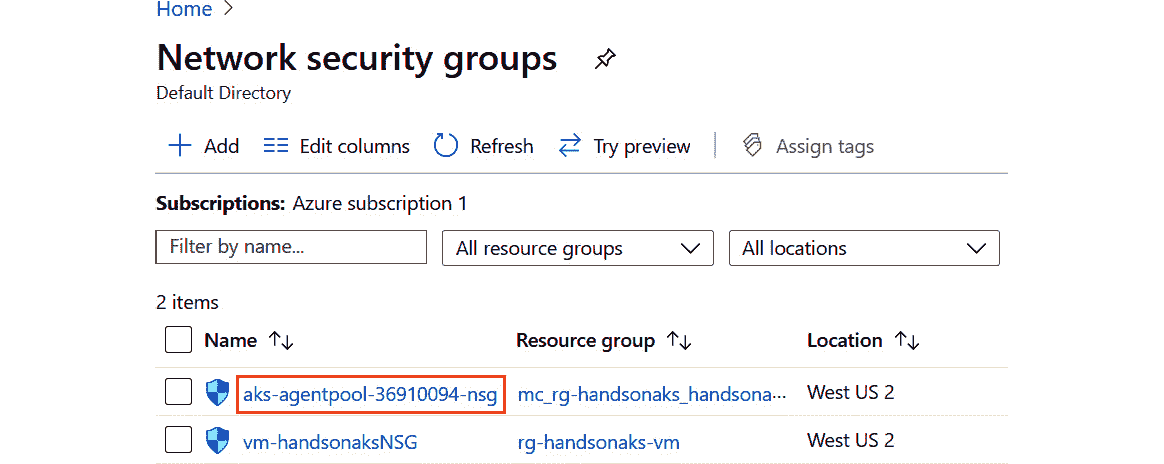 Home >
Network security groups
Default Directory
Add Edit columns Refresh Try preview Assign tags
Subscriptions: Azure subscription 1
Filter by name... All resource groups All locations
2 items
Name Resource group Location
aks-agentpool-36910094-nsg mc_rg-handsonaks_handsona... West US 2
vm-handsonaksNSG rg-handsonaks-vm West US 2